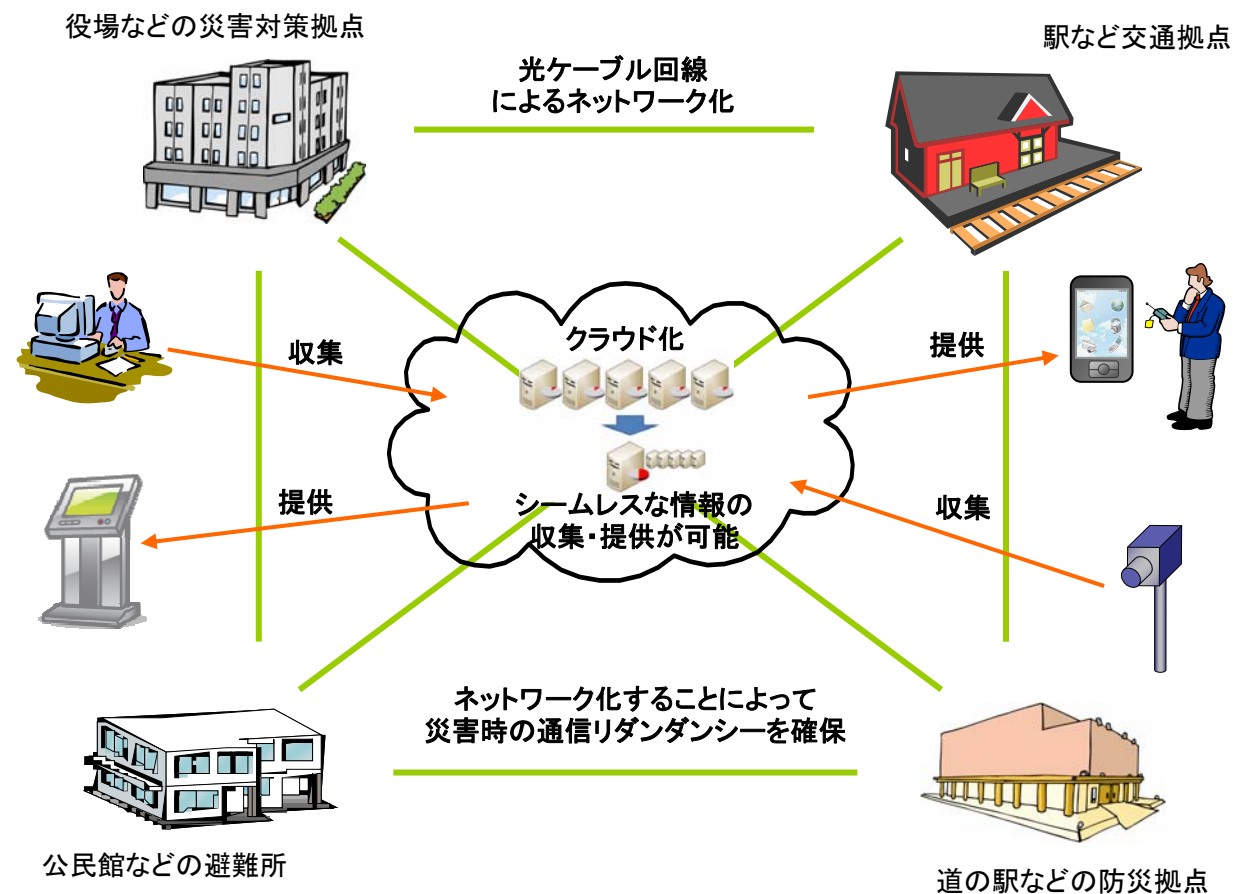 役場などの災害対策拠点
駅など交通拠点
光ケーブル回線
によるネットワーク化
クラウド化
収集
提供
シームレスな情報の
収集・提供が可能
提供
収集
ネットワーク化することによって
災害時の通信リダンダンシーを確保
公民館などの避難所
道の駅などの防災拠点